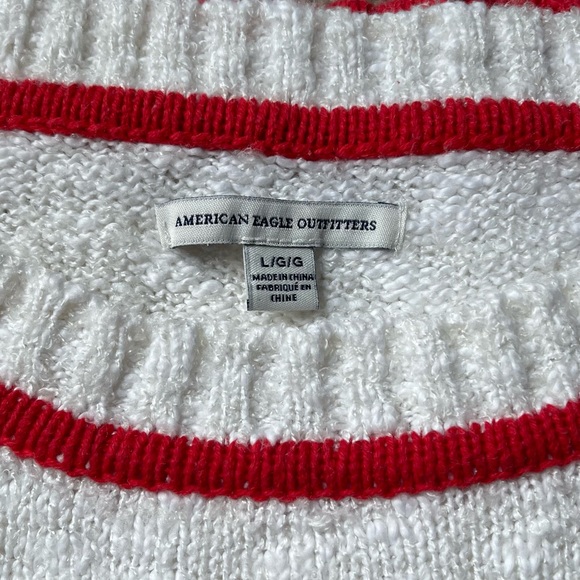 AMERICAN EAGLE OUTFITTERS
L/G/G
MADE IN CHINA
FABRIQUÉ EN
CHINE